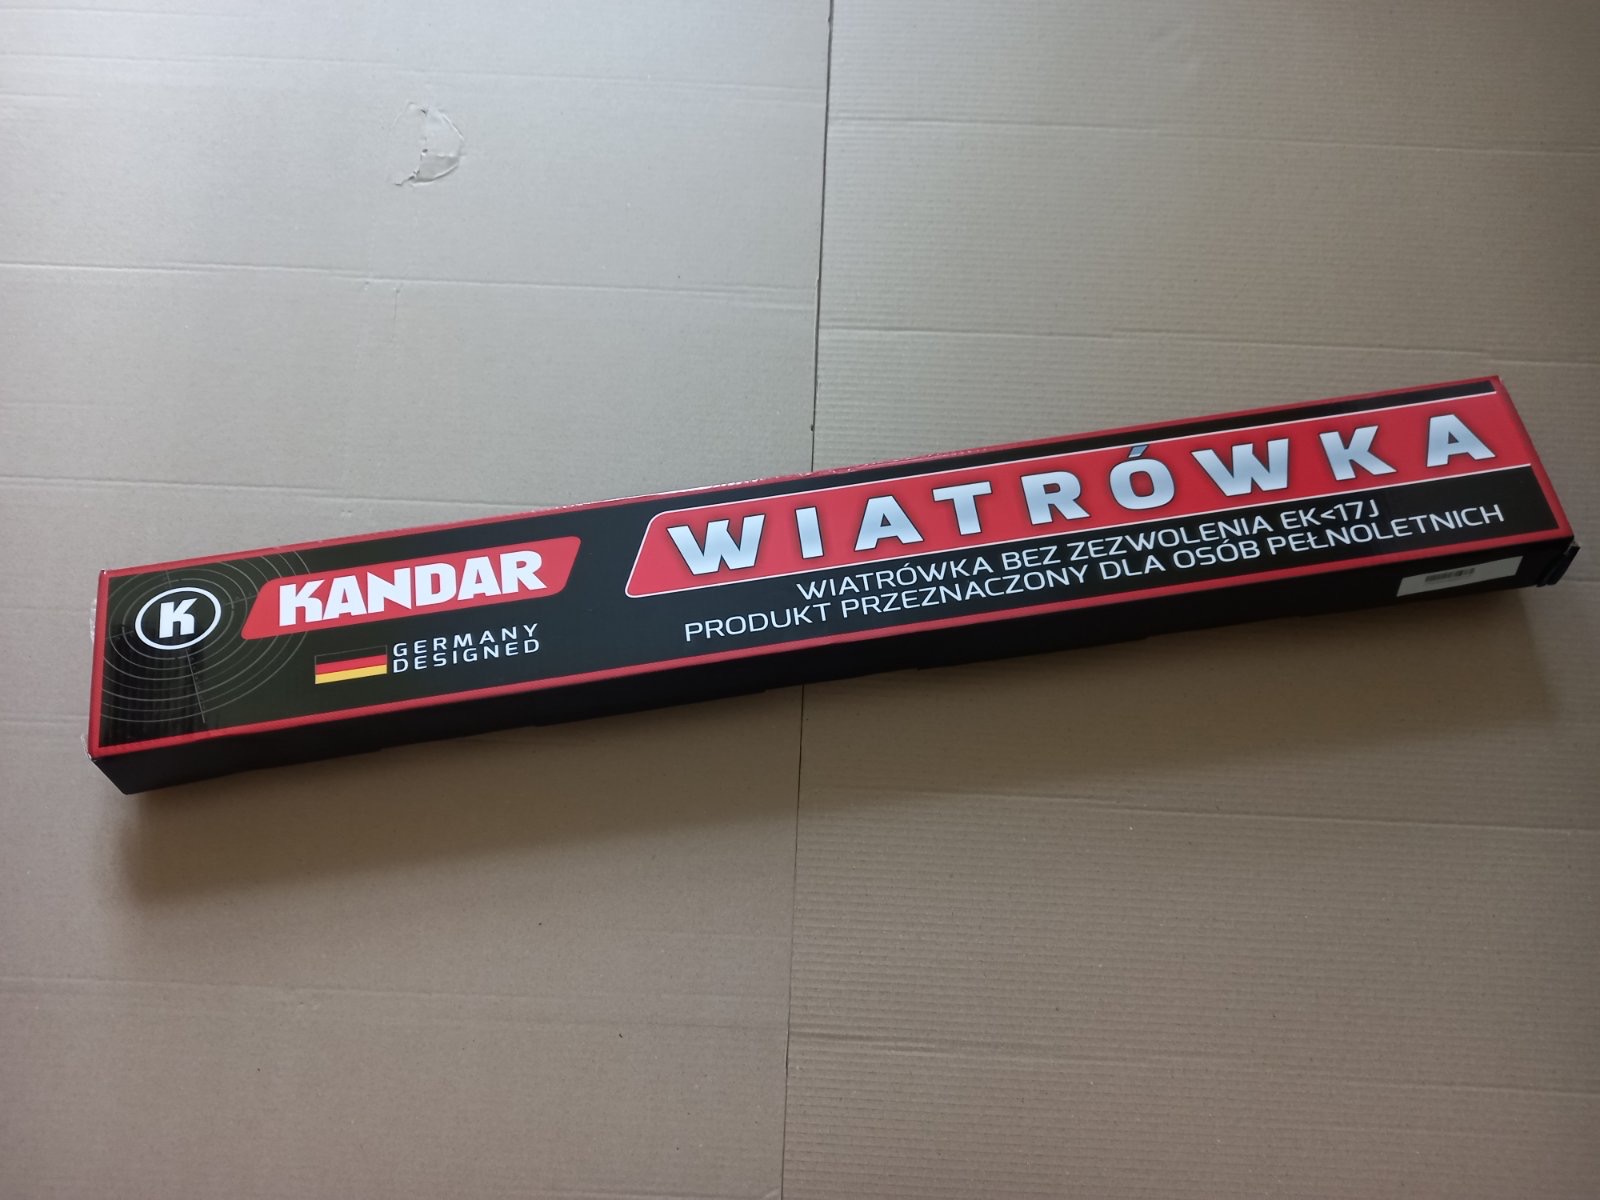 K
KANDAR
GERMANY
DESIGNED
WIATRÓWKA
WIATRÓWKA BEZ ZEZWOLENIA EK<17J
PRODUKT PRZEZNACZONY DLA OSÓB PEŁNOLETNICH